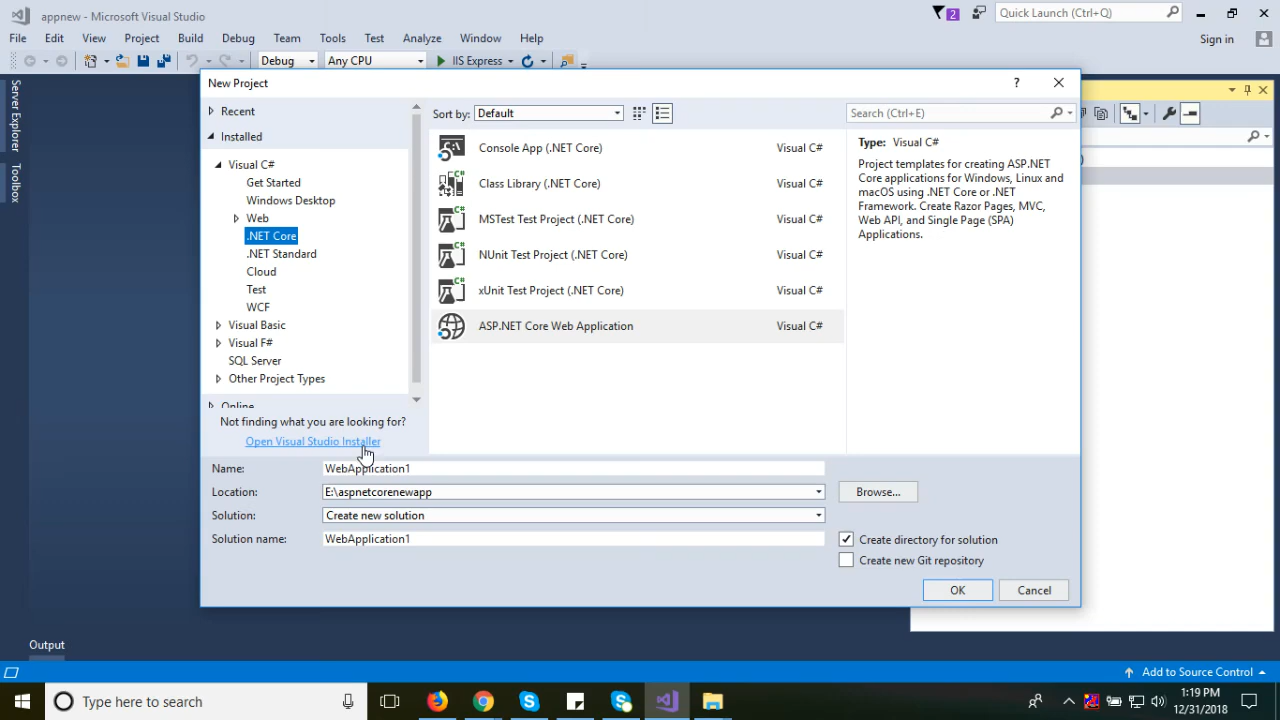 appnew - Microsoft Visual Studio
2
Quick Launch (Ctrl+Q)
File Edit View Project Build Debug Team Tools Test Analyze Window Help
Sign in
Debug Any CPU IIS Express
Server Explorer
Toolbox
New Project
?
Recent
Installed
Visual C#
Get Started
Windows Desktop
Web
.NET Core
.NET Standard
Cloud
Test
WCF
Visual Basic
Visual F#
SQL Server
Other Project Types
Online
Not finding what you are looking for?
Open Visual Studio Installer
Sort by: Default
Console App (.NET Core) Visual C#
Class Library (.NET Core) Visual C#
MSTest Test Project (.NET Core) Visual C#
NUnit Test Project (.NET Core) Visual C#
xUnit Test Project (.NET Core) Visual C#
ASP.NET Core Web Application Visual C#
Search (Ctrl+E)
Type: Visual C#
Project templates for creating ASP.NET
Core applications for Windows, Linux and
macOS using .NET Core or .NET
Framework. Create Razor Pages, MVC,
Web API, and Single Page (SPA)
Applications.
Name: WebApplication1
Location: E:\aspnetcorenewapp
Browse...
Solution: Create new solution
Solution name: WebApplication1
Create directory for solution
Create new Git repository
OK Cancel
Output
Add to Source Control
Type here to search
1:19 PM
12/31/2018